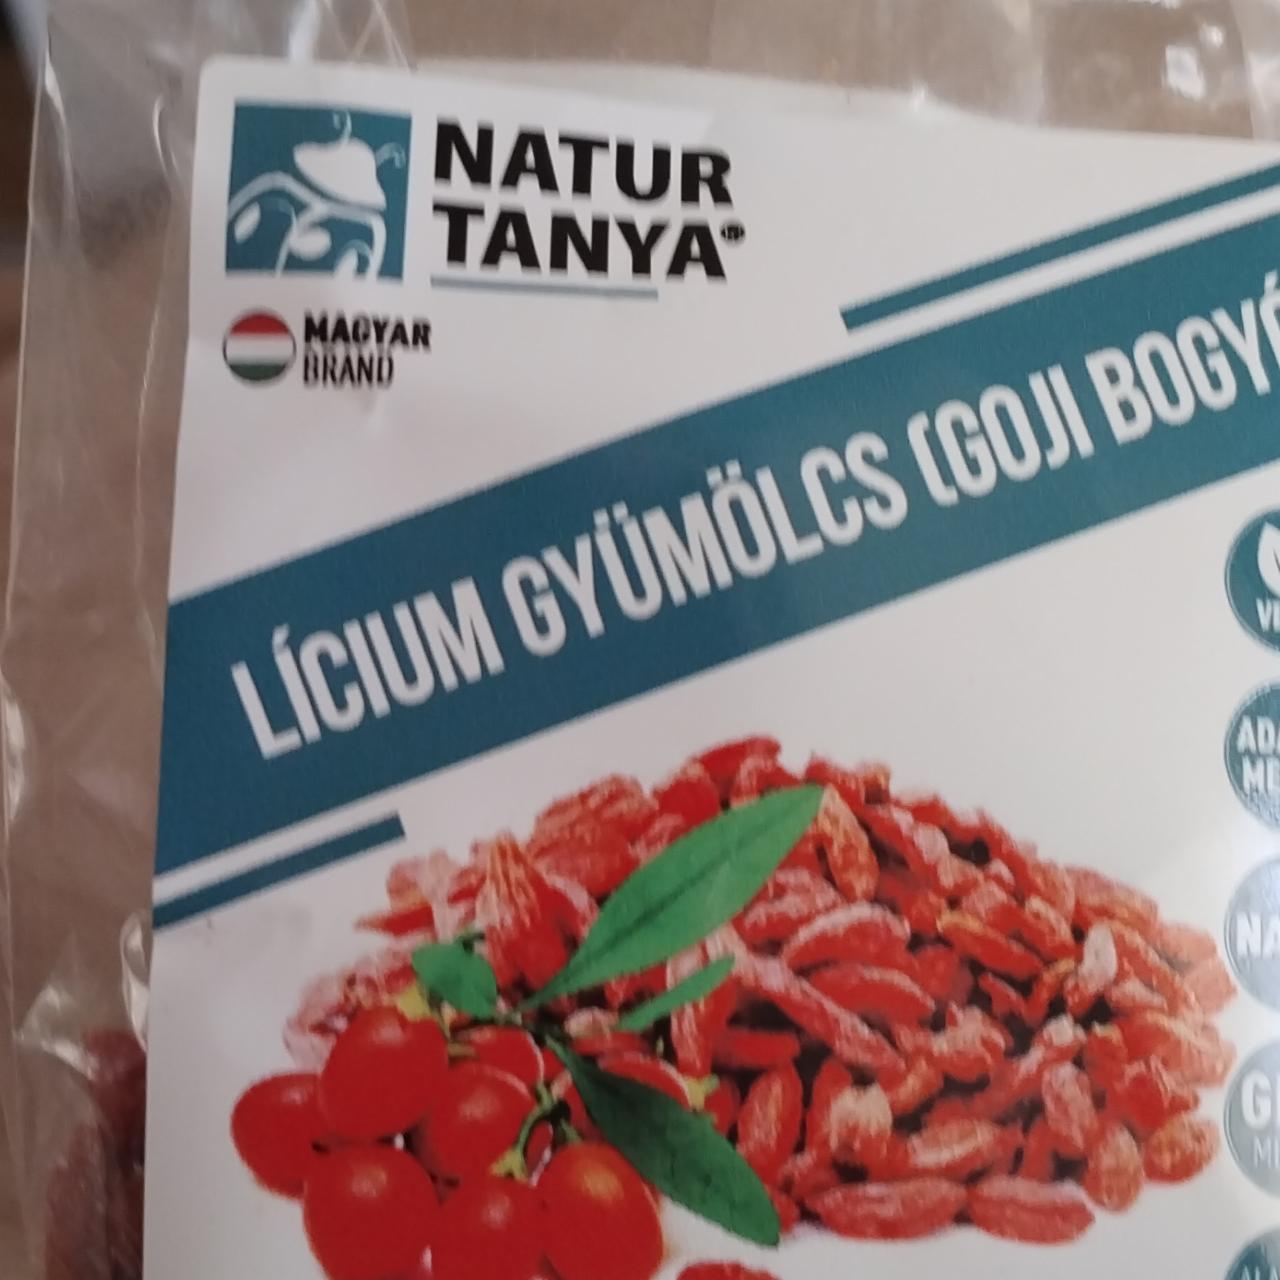 NATUR
TANYA®
MAGYAR
BRAND
LÍCIUM GYÜMÖLCS (GOJI BOGYÓ